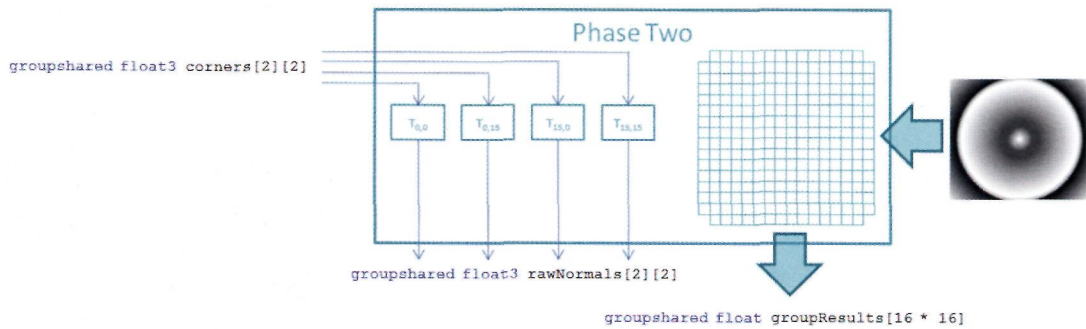 Phase Two
groupshared float3 corners[2][2]
T0,0 T0,15 T15,0 T15,15
groupshared float3 rawNormals[2][2]
groupshared float groupResults[16 * 16]